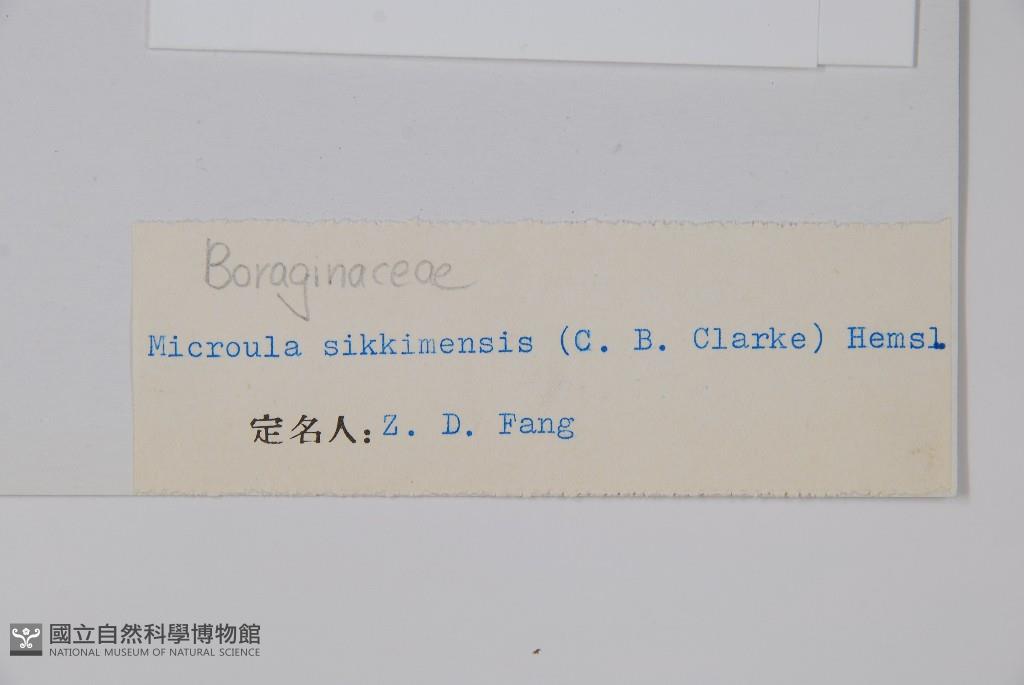 Boraginaceae
Microula sikkimensis (C. B. Clarke) Hemsl.
定名人: Z. D. Fang
國立自然科學博物館
NATIONAL MUSEUM OF NATURAL SCIENCE